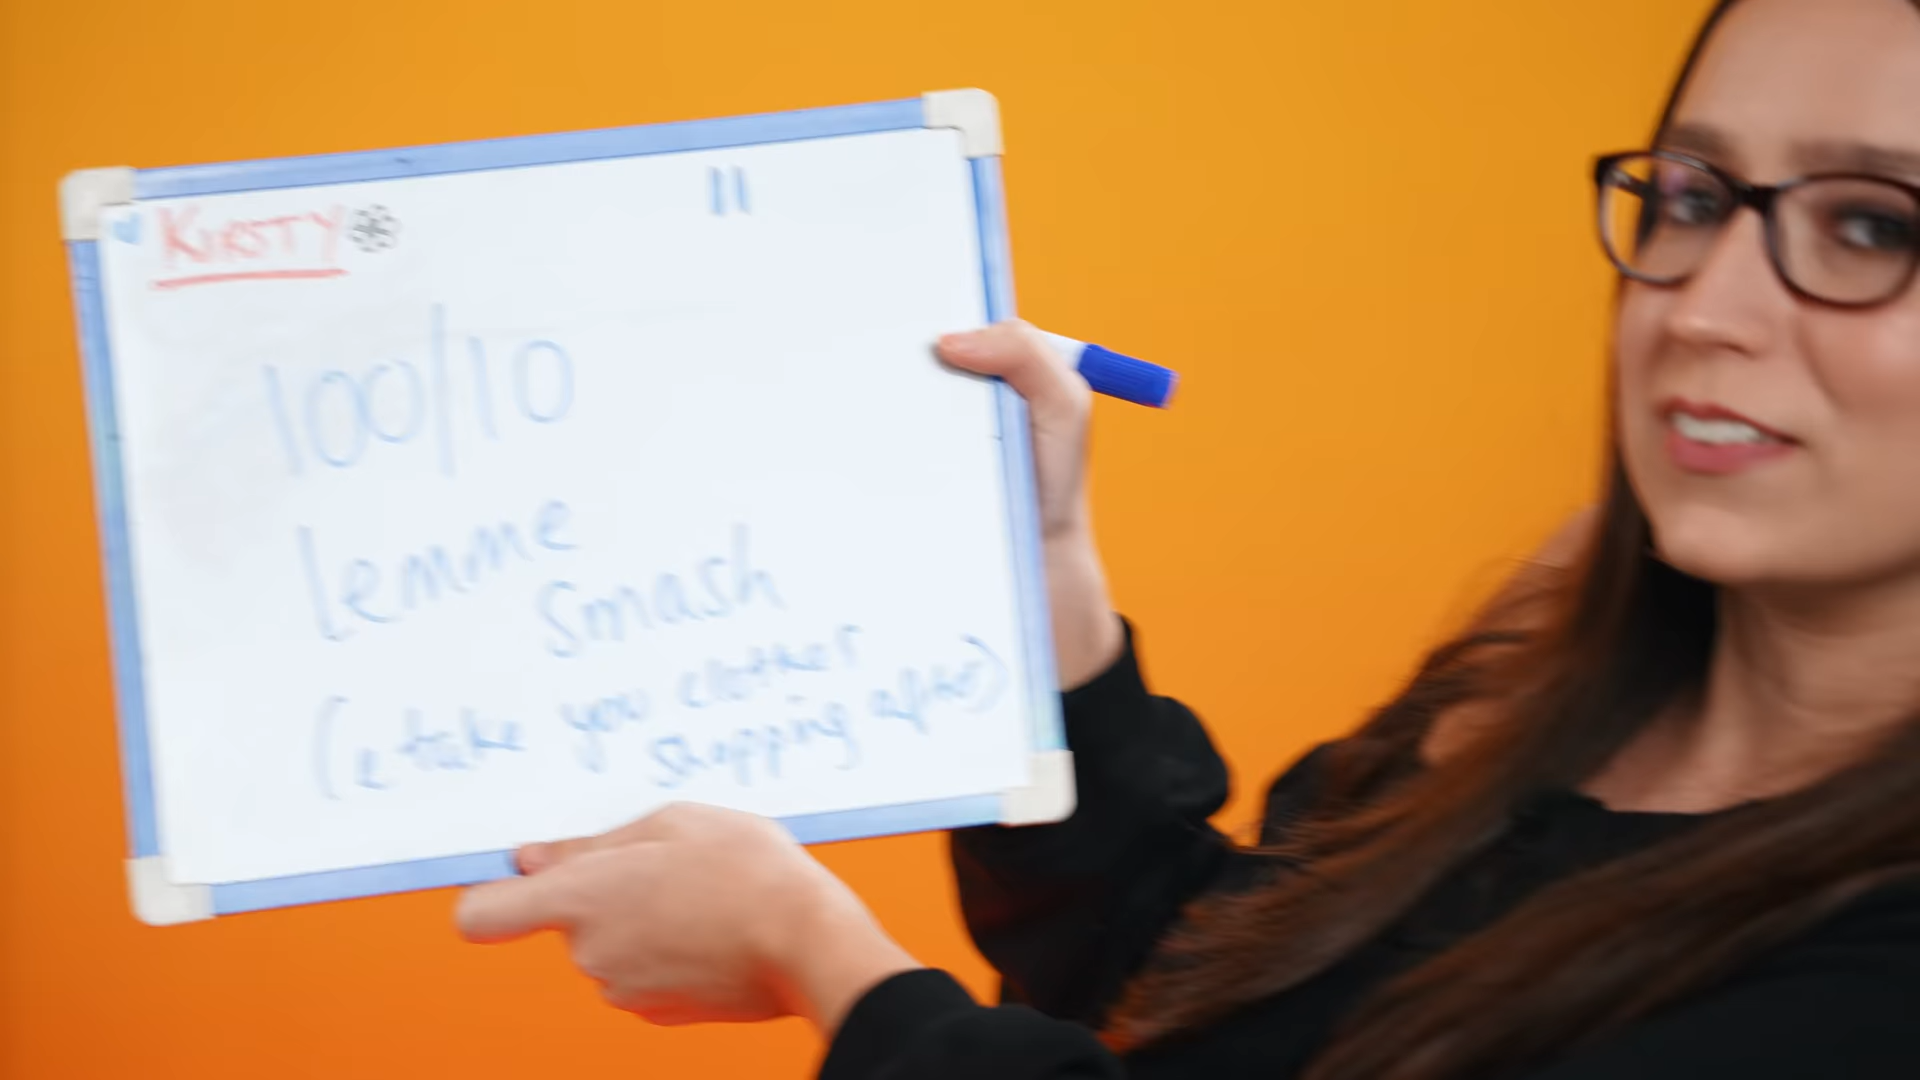 KIRSTY
11
100/10
lemme
smash
(& take you clothes
shopping after)